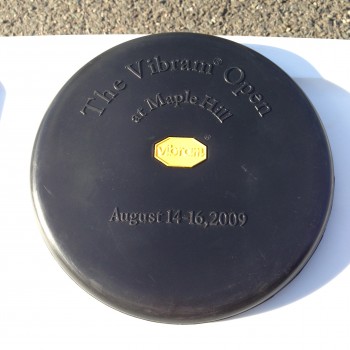 The Vibram® Open
at Maple Hill
vibram®
August 14-16, 2009